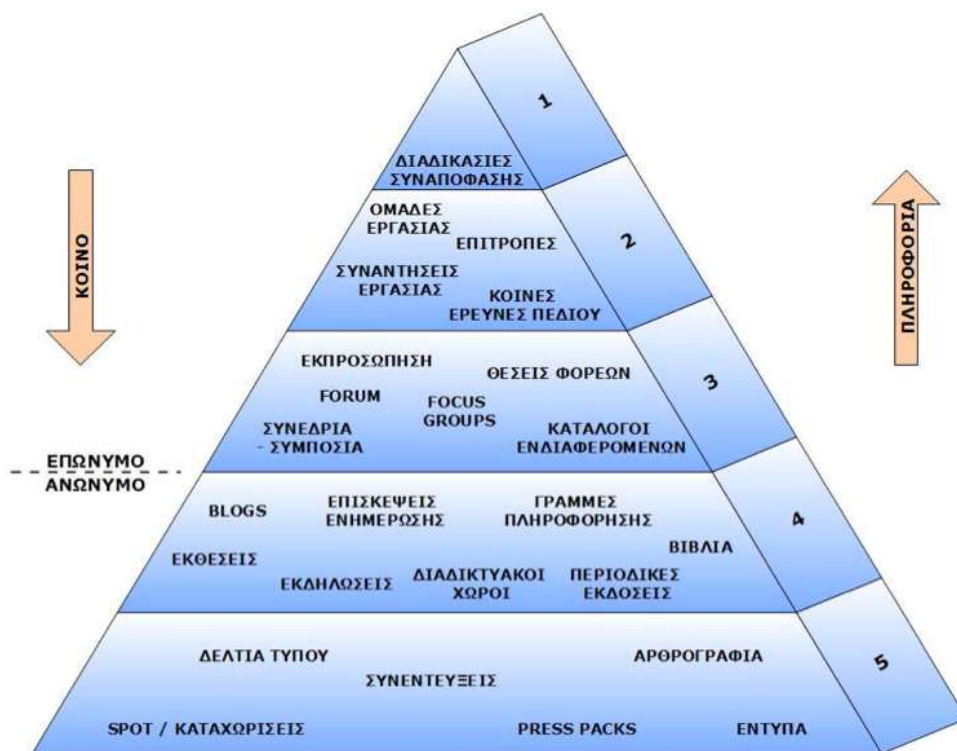 1
ΔΙΑΔΙΚΑΣΙΕΣ
ΣΥΝΑΠΟΦΑΣΗΣ
2
ΟΜΑΔΕΣ
ΕΡΓΑΣΙΑΣ
ΕΠΙΤΡΟΠΕΣ
ΣΥΝΑΝΤΗΣΕΙΣ
ΕΡΓΑΣΙΑΣ
ΚΟΙΝΕΣ
ΕΡΕΥΝΕΣ ΠΕΔΙΟΥ
ΚΟΙΝΟ
ΠΛΗΡΟΦΟΡΙΑ
3
ΕΚΠΡΟΣΩΠΗΣΗ
ΘΕΣΕΙΣ ΦΟΡΕΩΝ
FORUM
FOCUS
GROUPS
ΣΥΝΕΔΡΙΑ
- ΣΥΜΠΟΣΙΑ
ΚΑΤΑΛΟΓΟΙ
ΕΝΔΙΑΦΕΡΟΜΕΝΩΝ
ΕΠΩΝΥΜΟ
ΑΝΩΝΥΜΟ
4
BLOGS
ΕΠΙΣΚΕΨΕΙΣ
ΕΝΗΜΕΡΩΣΗΣ
ΓΡΑΜΜΕΣ
ΠΛΗΡΟΦΟΡΗΣΗΣ
ΒΙΒΛΙΑ
ΕΚΘΕΣΕΙΣ
ΕΚΔΗΛΩΣΕΙΣ
ΔΙΑΔΙΚΤΥΑΚΟΙ
ΧΩΡΟΙ
ΠΕΡΙΟΔΙΚΕΣ
ΕΚΔΟΣΕΙΣ
5
ΔΕΛΤΙΑ ΤΥΠΟΥ
ΣΥΝΕΝΤΕΥΞΕΙΣ
ΑΡΘΡΟΓΡΑΦΙΑ
SPOT / ΚΑΤΑΧΩΡΙΣΕΙΣ
PRESS PACKS
ΕΝΤΥΠΑ